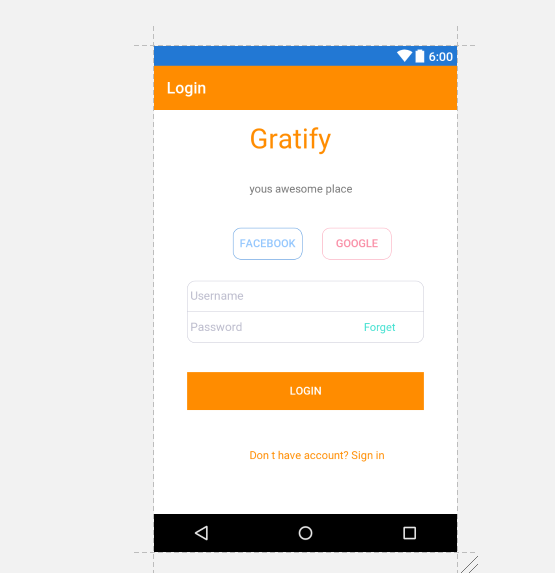 6:00
Login
Gratify
yous awesome place
FACEBOOK GOOGLE
Username
Password Forget
LOGIN
Don t have account? Sign in